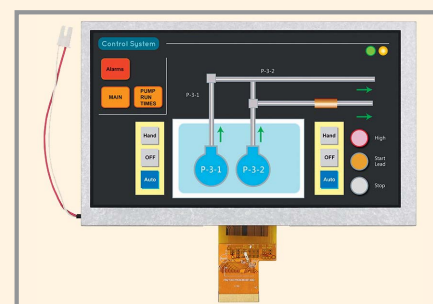 Control System
Alarms
P-3-2
MAIN
PUMP
RUN
TIMES
P-3-1
Hand
OFF
Auto
P-3-1
P-3-2
Hand
OFF
Auto
High
Start
Lead
Stop